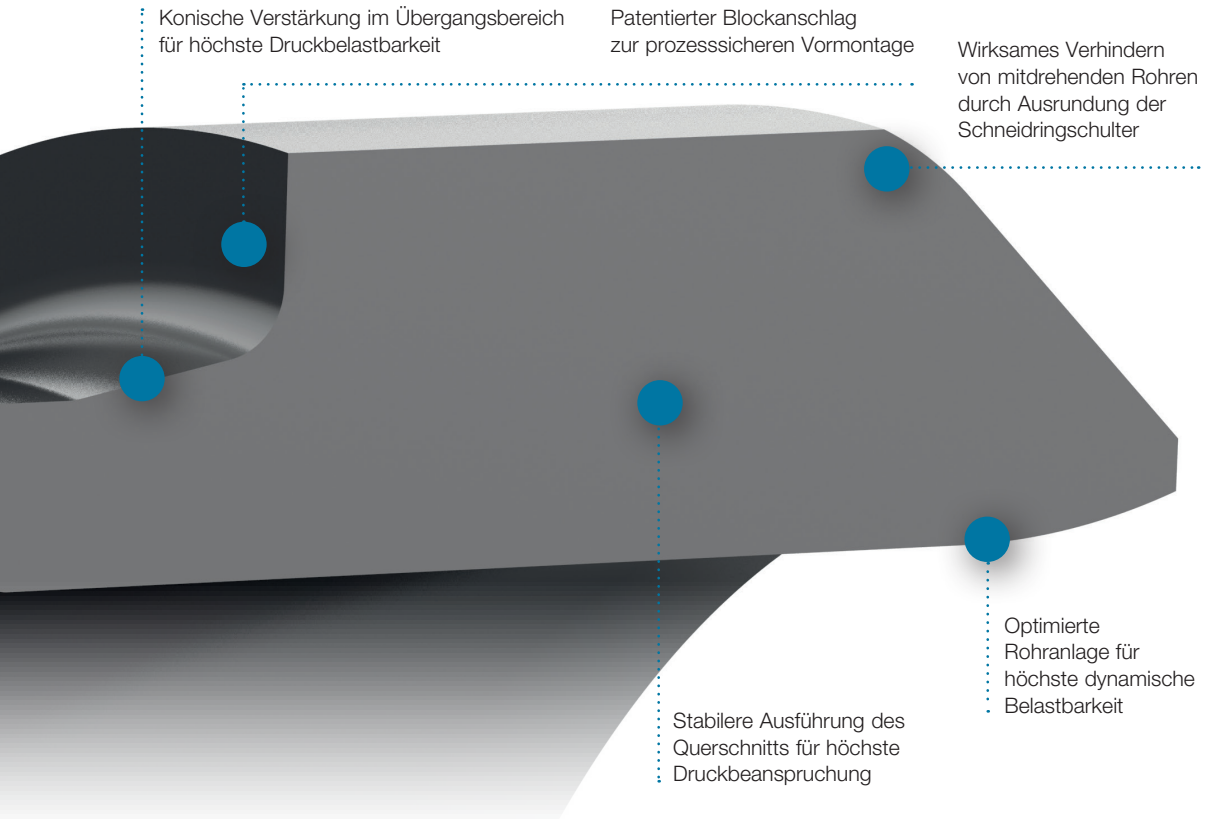 Konische Verstärkung im Übergangsbereich
für höchste Druckbelastbarkeit
Patentierter Blockanschlag
zur prozesssicheren Vormontage
Wirksames Verhindern
von mitdrehenden Rohren
durch Ausrundung der
Schneidringschulter
Optimierte
Rohranlage für
höchste dynamische
Belastbarkeit
Stabilere Ausführung des
Querschnitts für höchste
Druckbeanspruchung